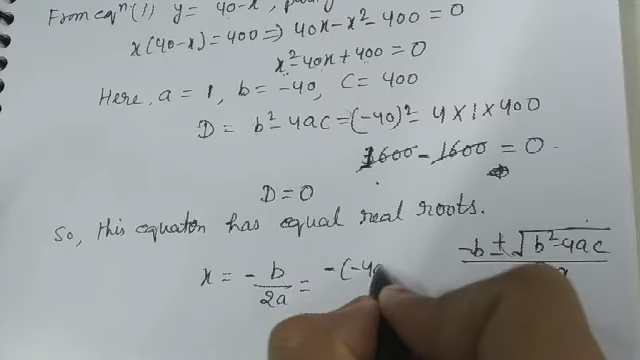 From eqⁿ(1) y = 40-x,
x(40-x)=400 => 40x-x²-400=0
x²-40x+400=0
Here, a = 1, b = -40, C = 400
D = b²-4ac=(-40)²-4×1×400
1600-1600 = 0
D=0
So, this equaton has equal real roots.
x = - b/2a = -(-40
-b ± √b²-4ac